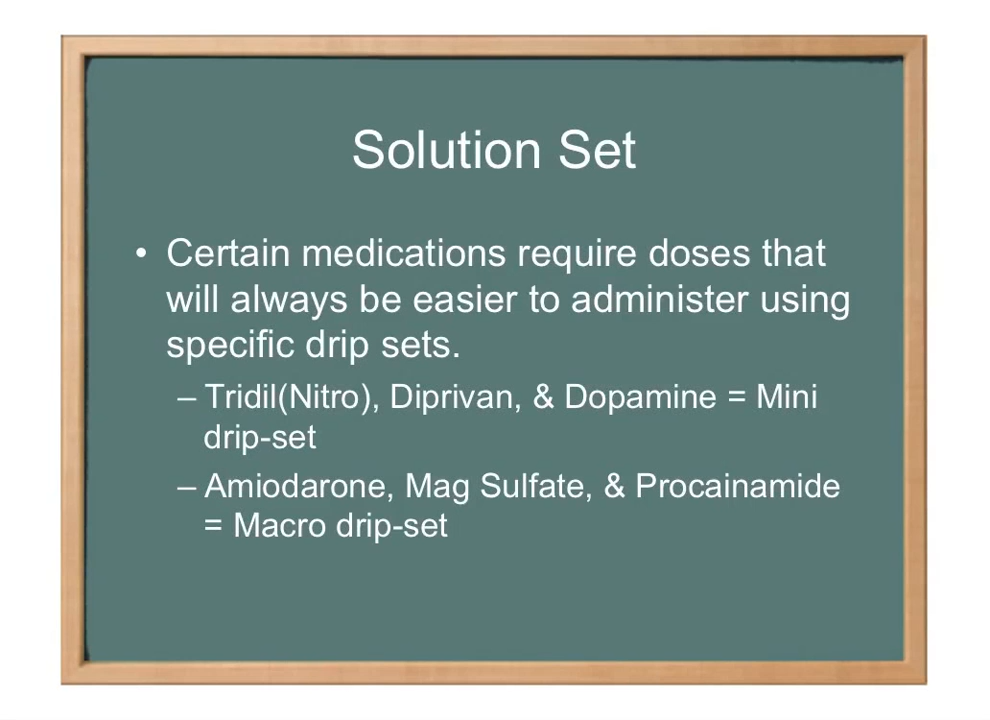 Solution Set
• Certain medications require doses that
will always be easier to administer using
specific drip sets.
– Tridil(Nitro), Diprivan, & Dopamine = Mini
drip-set
– Amiodarone, Mag Sulfate, & Procainamide
= Macro drip-set